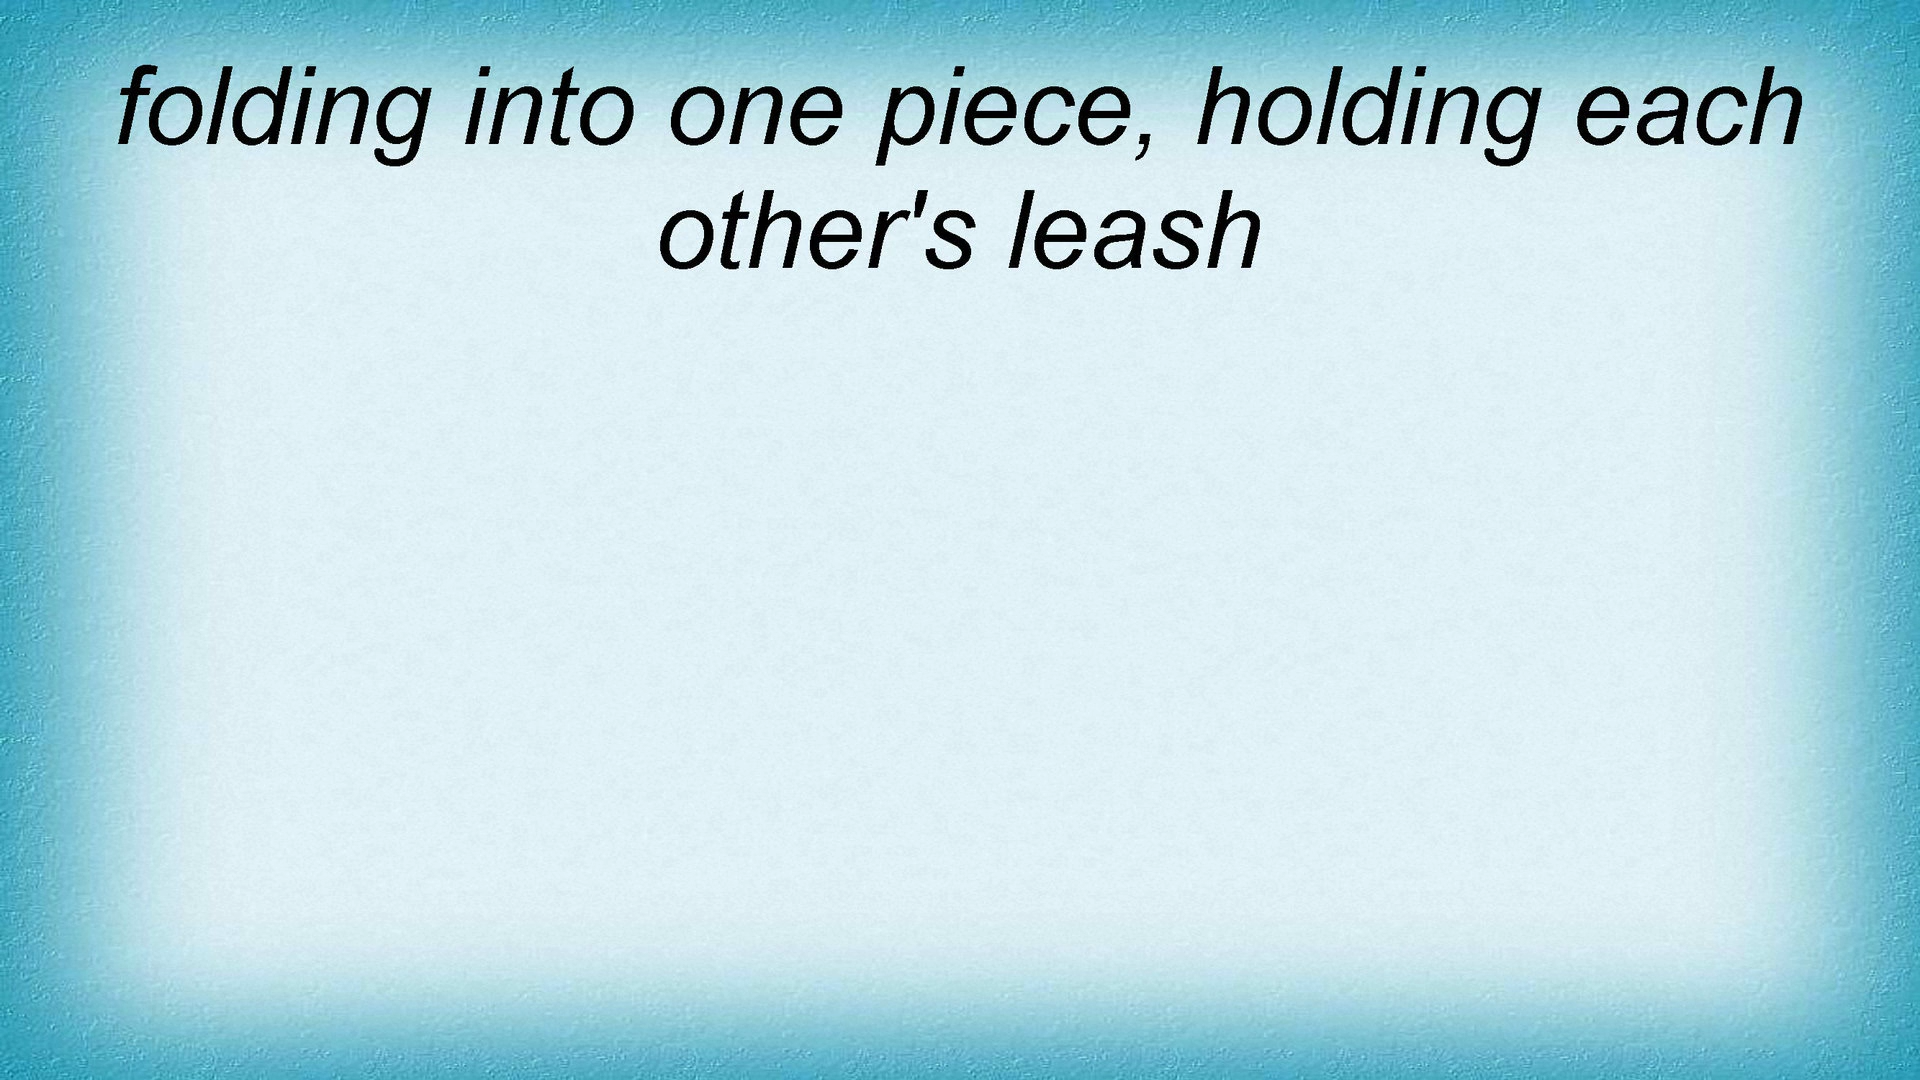 folding into one piece, holding each
other's leash